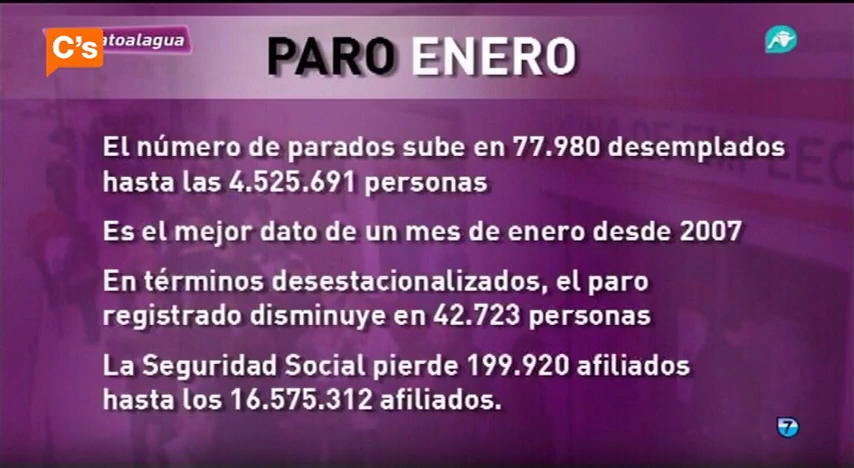 C's
atoalagua
PARO ENERO
El número de parados sube en 77.980 desemplados
hasta las 4.525.691 personas
Es el mejor dato de un mes de enero desde 2007
En términos desestacionalizados, el paro
registrado disminuye en 42.723 personas
La Seguridad Social pierde 199.920 afiliados
hasta los 16.575.312 afiliados.
7